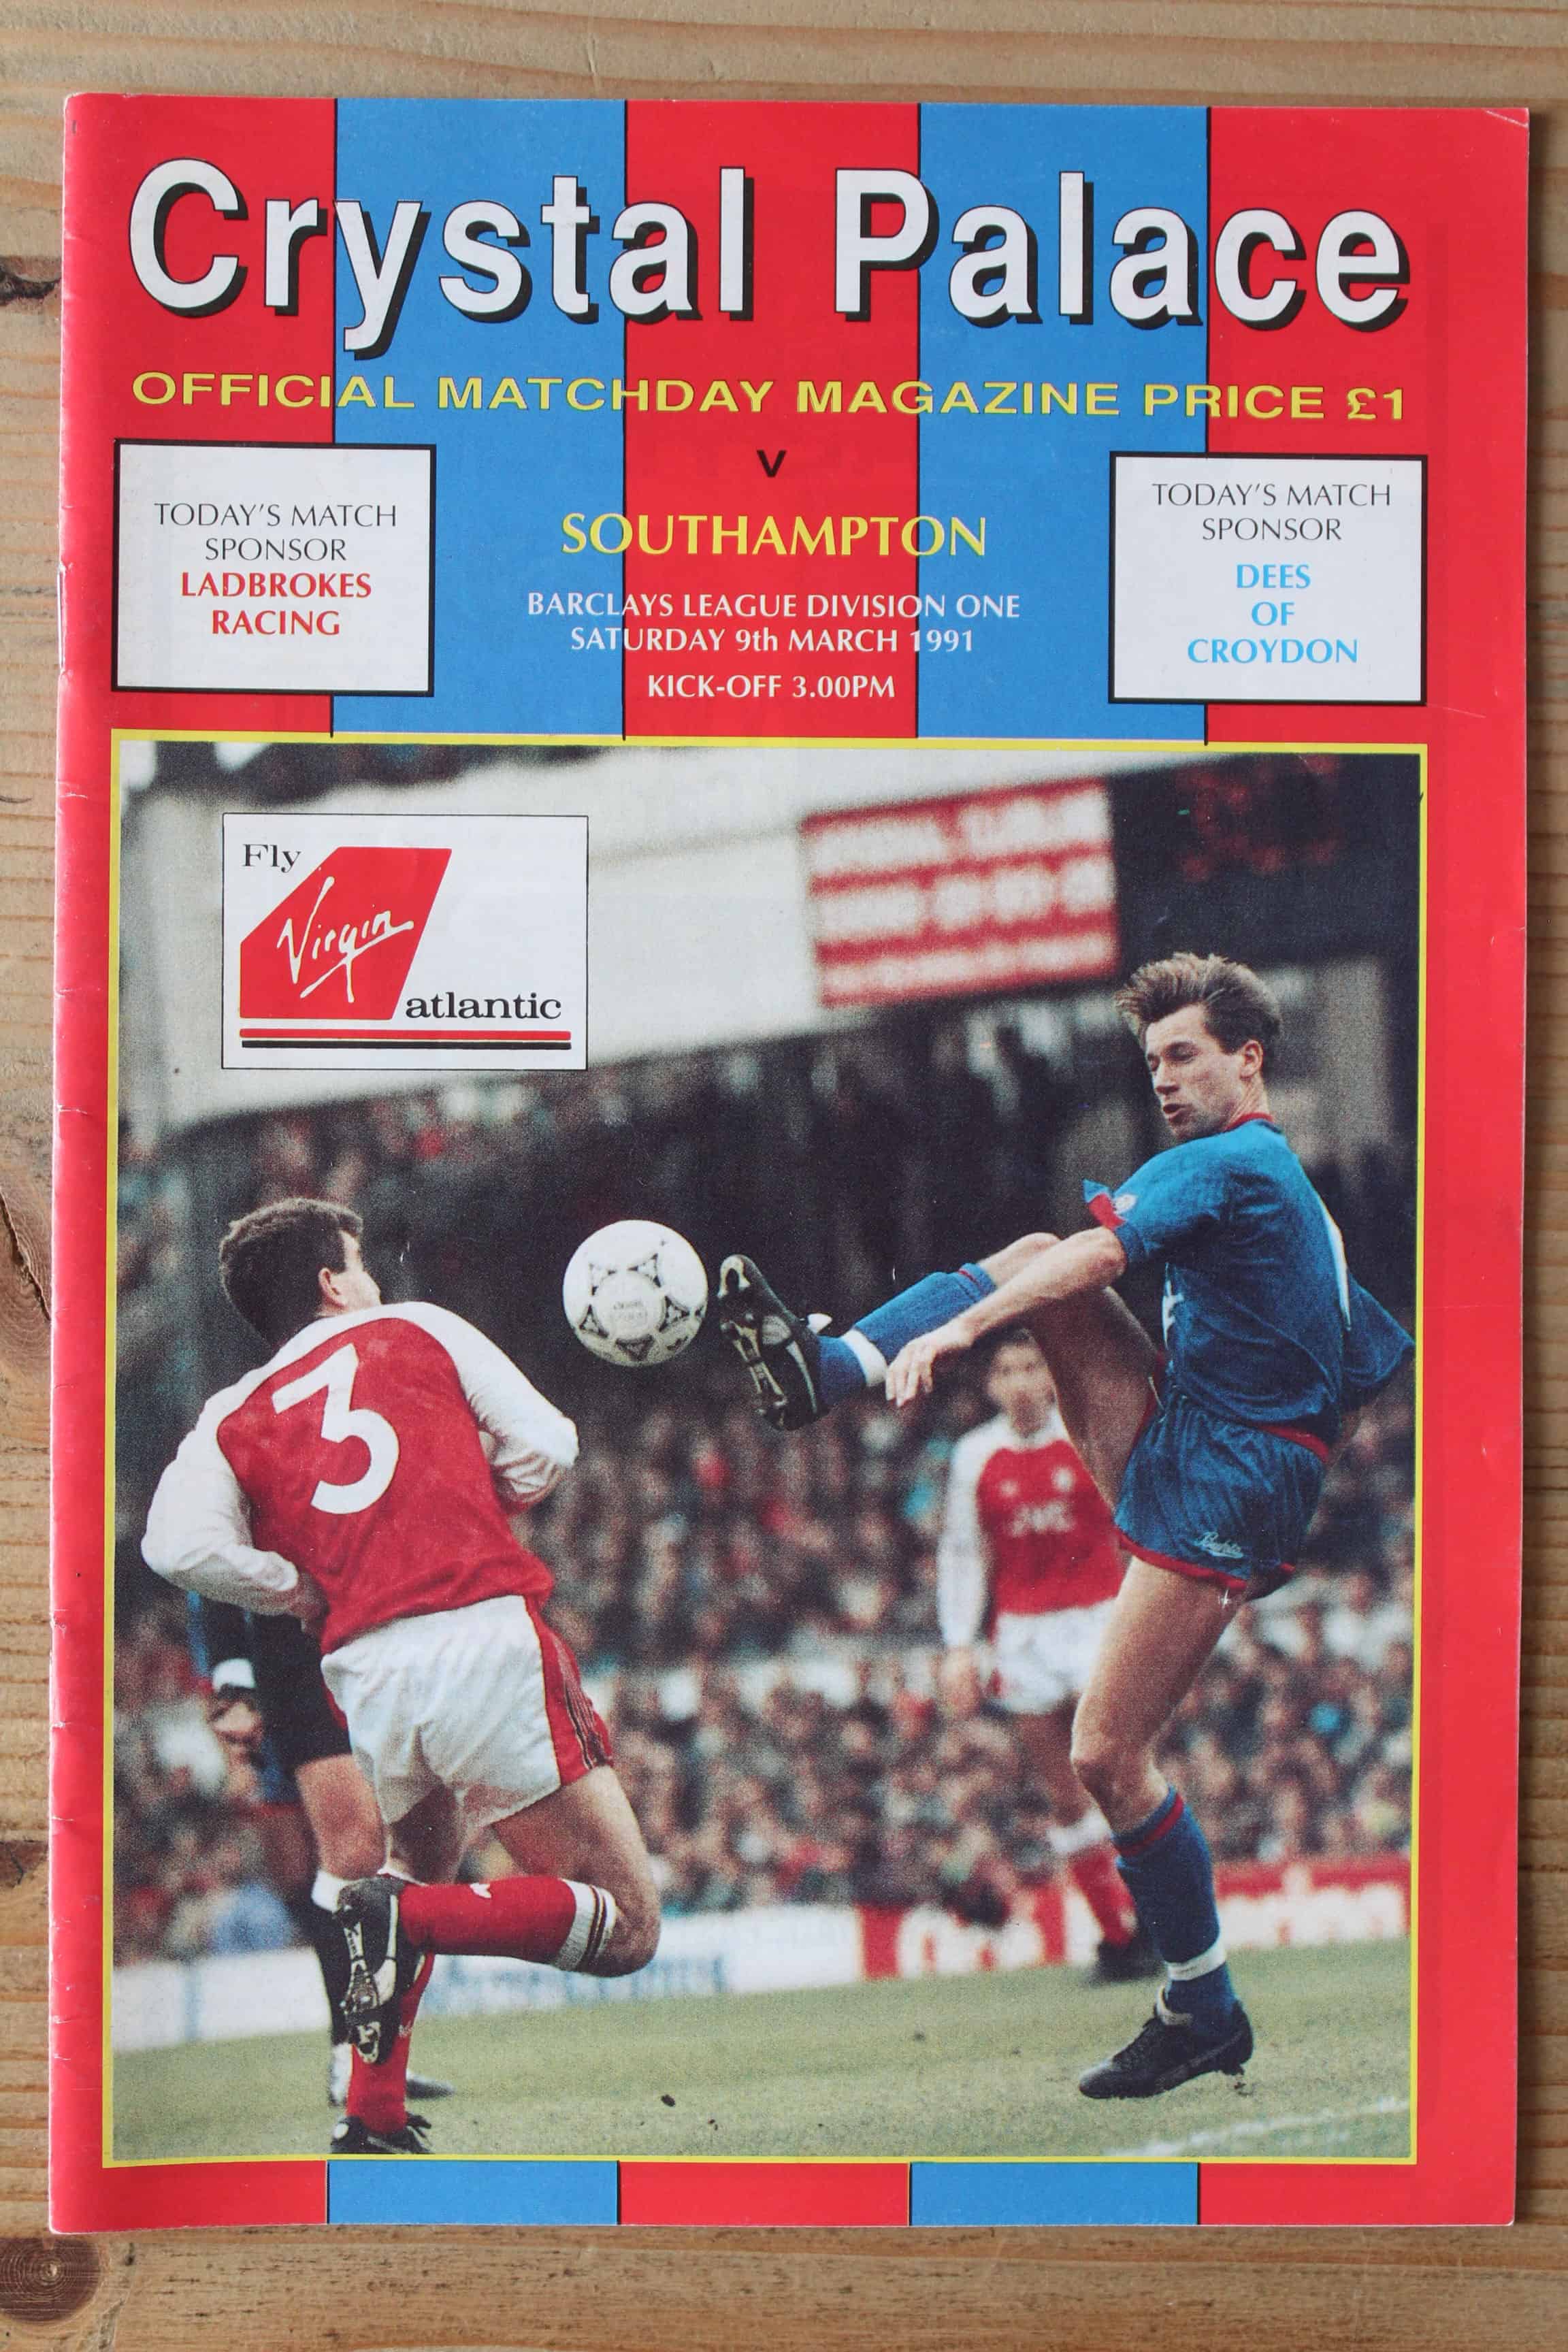 Crystal Palace
OFFICIAL MATCHDAY MAGAZINE PRICE £1
v
TODAY'S MATCH
SPONSOR
LADBROKES
RACING
SOUTHAMPTON
BARCLAYS LEAGUE DIVISION ONE
SATURDAY 9th MARCH 1991
KICK-OFF 3.00PM
TODAY'S MATCH
SPONSOR
DEES
OF
CROYDON
Fly
Virgin
atlantic
3
JVC